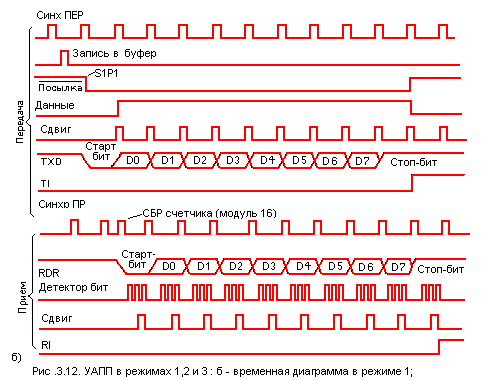 Синх ПЕР
Запись в буфер
S1P1
Посылка
Данные
Передача
Сдвиг
Старт
бит
TXD
D0 D1 D2 D3 D4 D5 D6 D7
Стоп-бит
TI
Синхр ПР
СБР счетчика (модуль 16)
Старт-
бит
D0 D1 D2 D3 D4 D5 D6 D7
Стоп-бит
RDR
Детектор бит
Прием
Сдвиг
RI
б)
Рис .3.12. УАПП в режимах 1,2 и 3 : б - временная диаграмма в режиме 1;